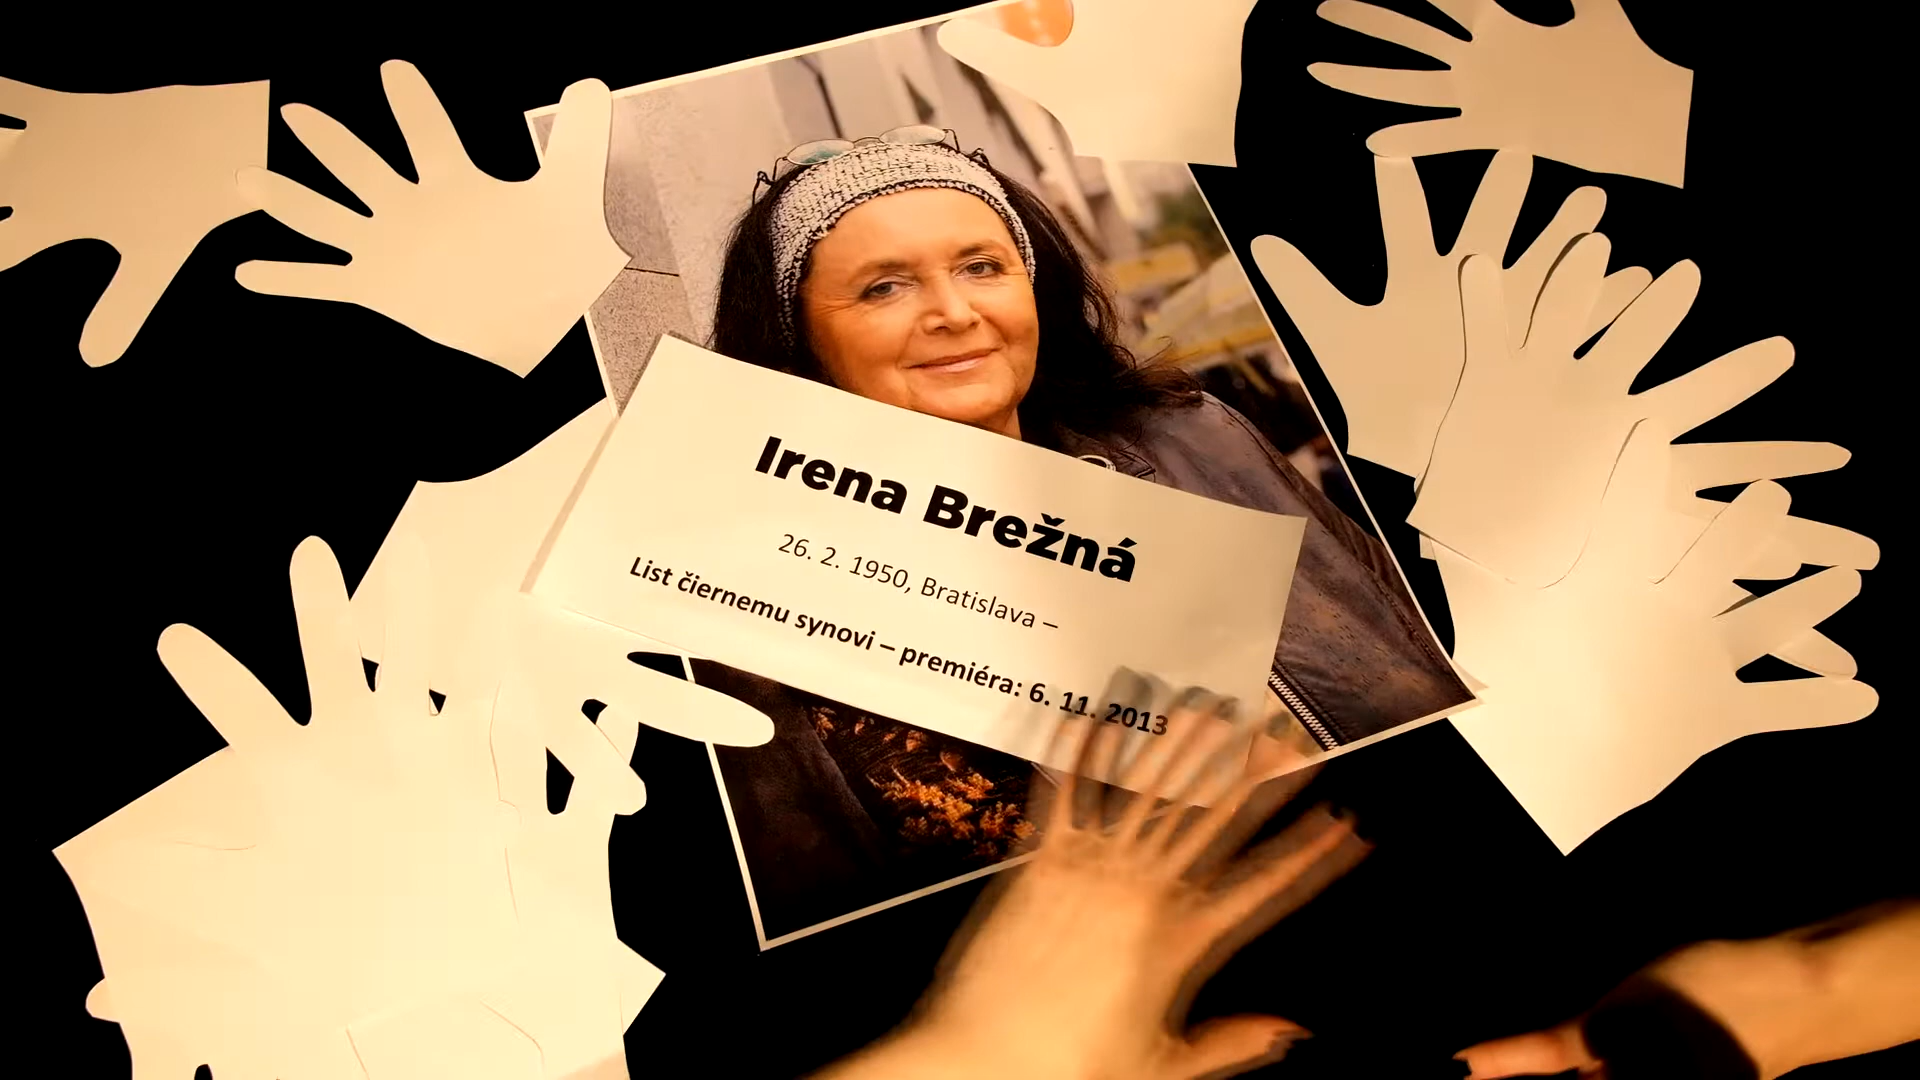 Irena Brežná
26. 2. 1950, Bratislava –
List čiernemu synovi – premiéra: 6. 11. 2013